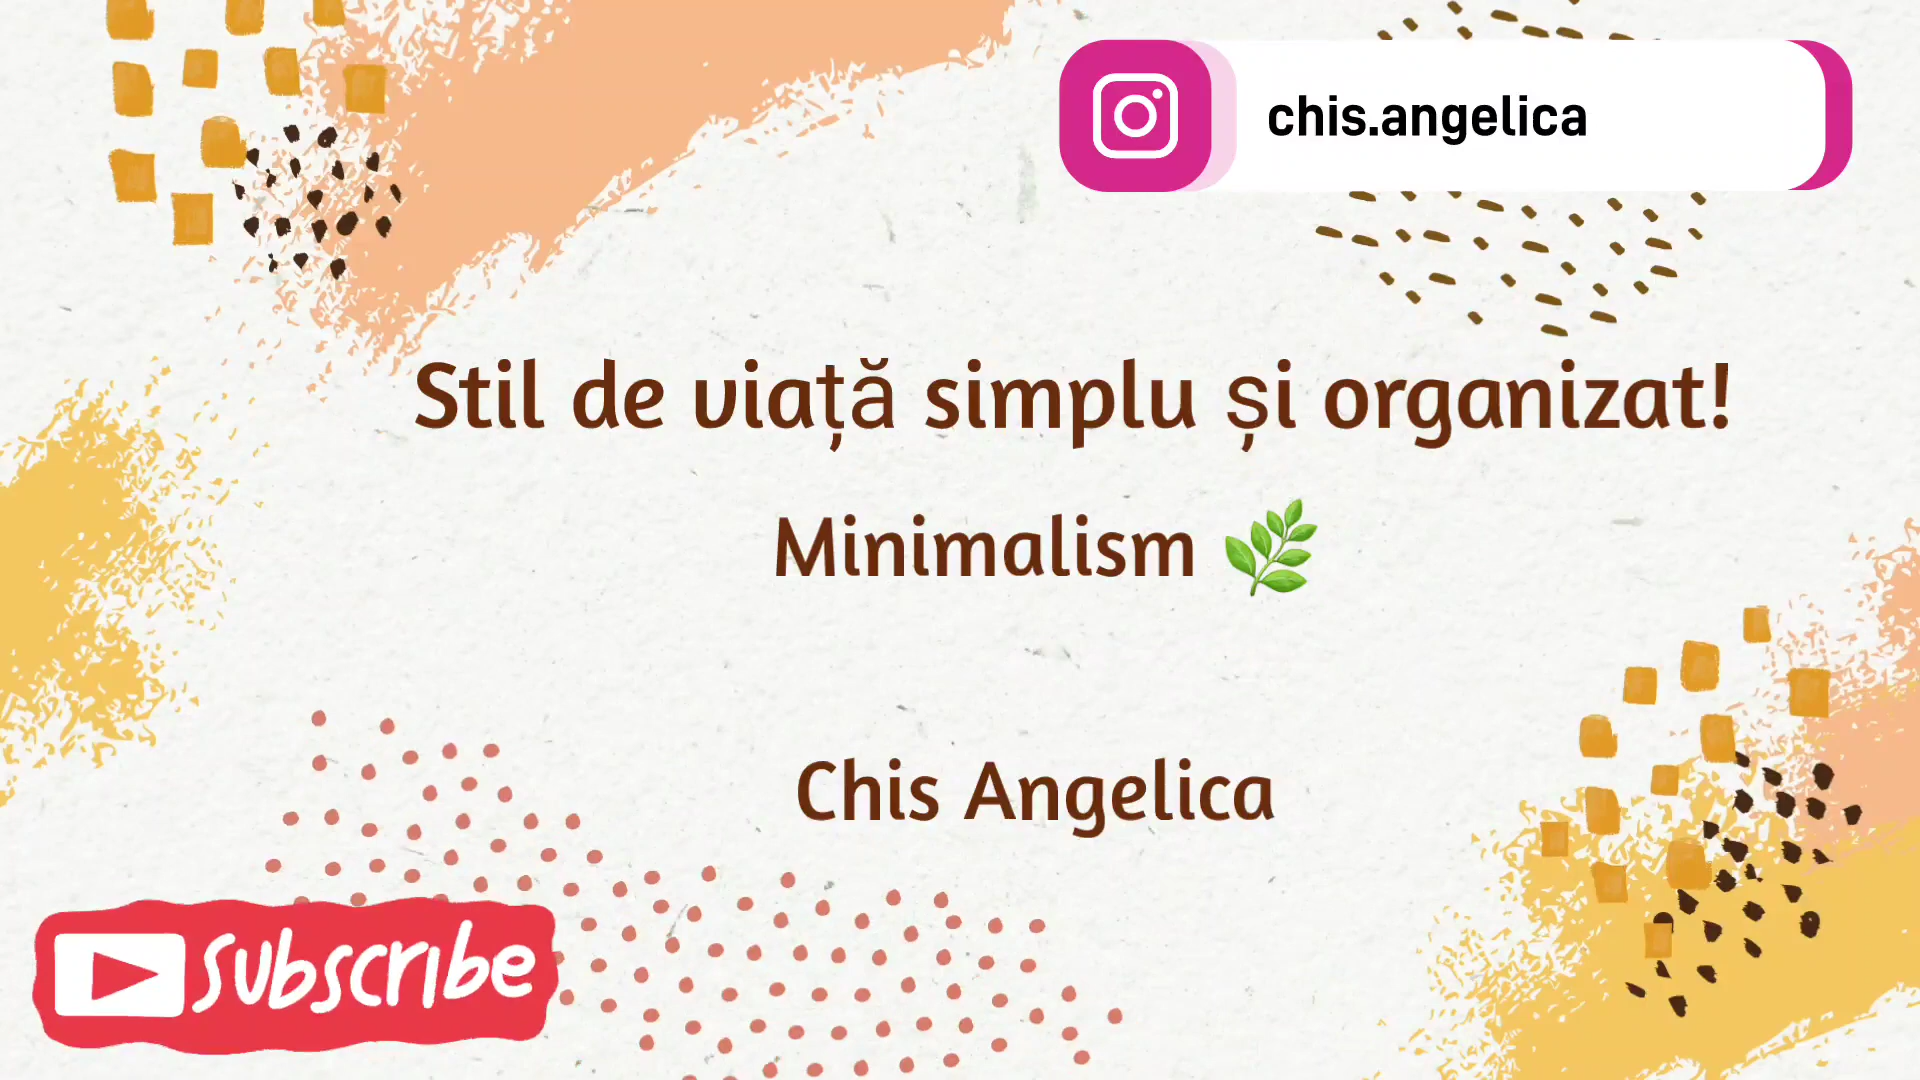 chis.angelica
Stil de viață simplu și organizat!
Minimalism 🌿
Chis Angelica
Subscribe